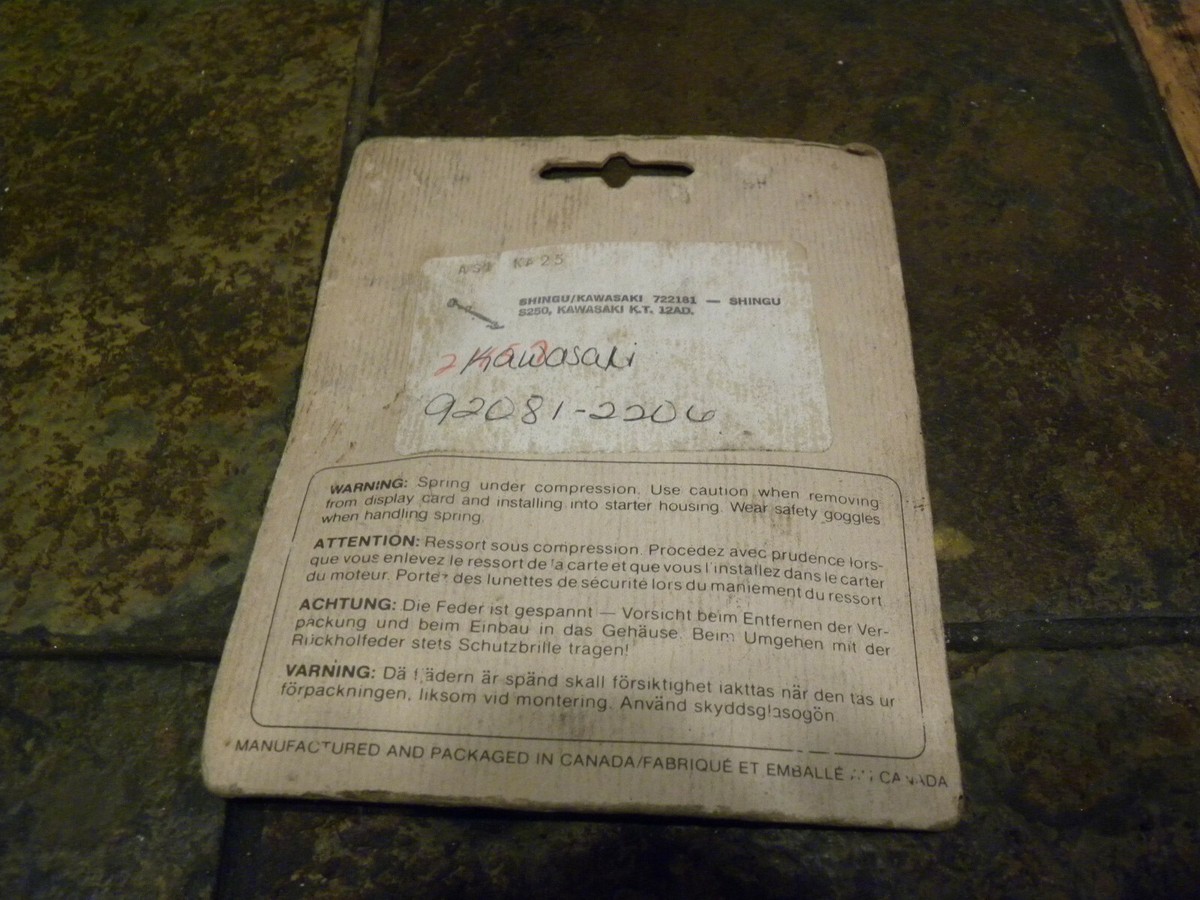 KA25
SHINGU/KAWASAKI 722181 — SHINGU
S250, KAWASAKI K.T. 12AD.
Kawasaki
92081-2206
WARNING: Spring under compression. Use caution when removing
from display card and installing into starter housing. Wear safety goggles
when handling spring.
ATTENTION: Ressort sous compression. Procedez avec prudence lors-
que vous enlevez le ressort de la carte et que vous l'installez dans le carter
du moteur. Portez des lunettes de sécurité lors du maniement du ressort.
ACHTUNG: Die Feder ist gespannt — Vorsicht beim Entfernen der Ver-
packung und beim Einbau in das Gehäuse. Beim Umgehen mit der
Rückholfeder stets Schutzbrille tragen!
VARNING: Dä fjädern är spänd skall försiktighet iakttas när den tas ur
förpackningen, liksom vid montering. Använd skyddsglasogön.
MANUFACTURED AND PACKAGED IN CANADA/FABRIQUÉ ET EMBALLÉ AU CANADA